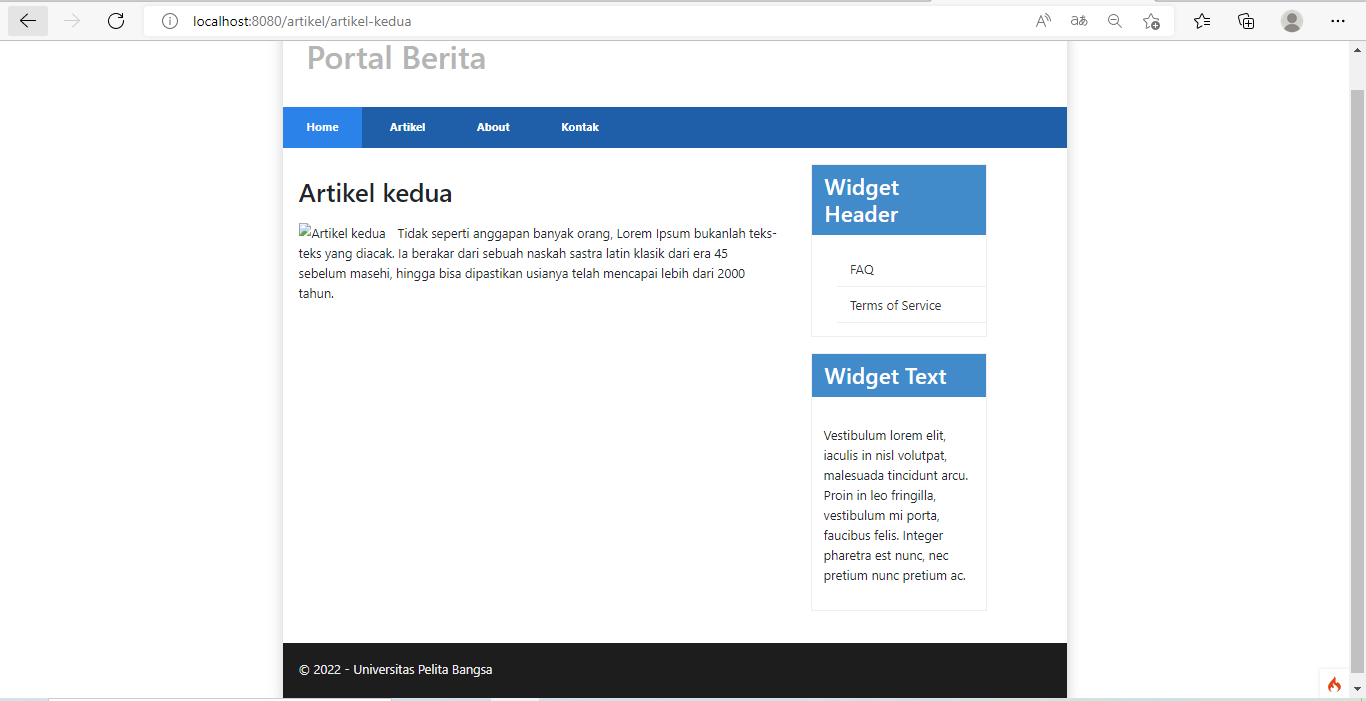 localhost:8080/artikel/artikel-kedua
Portal Berita
Home Artikel About Kontak
Artikel kedua
Artikel kedua Tidak seperti anggapan banyak orang, Lorem Ipsum bukanlah teks-
teks yang diacak. Ia berakar dari sebuah naskah sastra latin klasik dari era 45
sebelum masehi, hingga bisa dipastikan usianya telah mencapai lebih dari 2000
tahun.
Widget
Header
FAQ
Terms of Service
Widget Text
Vestibulum lorem elit,
iaculis in nisl volutpat,
malesuada tincidunt arcu.
Proin in leo fringilla,
vestibulum mi porta,
faucibus felis. Integer
pharetra est nunc, nec
pretium nunc pretium ac.
© 2022 - Universitas Pelita Bangsa